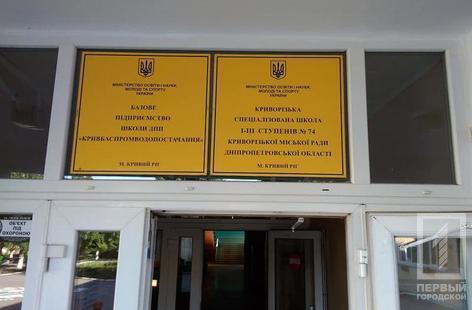 МІНІСТЕРСТВО ОСВІТИ І НАУКИ,
МОЛОДІ ТА СПОРТУ
УКРАЇНИ
БАЗОВЕ
ПІДПРИЄМСТВО
ШКОЛИ ДПП
«КРИВБАСПРОМВОДОПОСТАЧАННЯ»
М. КРИВИЙ РІГ
МІНІСТЕРСТВО ОСВІТИ І НАУКИ,
МОЛОДІ ТА СПОРТУ
УКРАЇНИ
КРИВОРІЗЬКА
СПЕЦІАЛІЗОВАНА ШКОЛА
І-ІІІ СТУПЕНІВ № 74
КРИВОРІЗЬКОЇ МІСЬКОЇ РАДИ
ДНІПРОПЕТРОВСЬКОЇ ОБЛАСТІ
М. КРИВИЙ РІГ
ОБ'ЄКТ
ПІД
ОХОРОНОЮ
ПЕРВЫЙ
ГОРОДСКОЙ